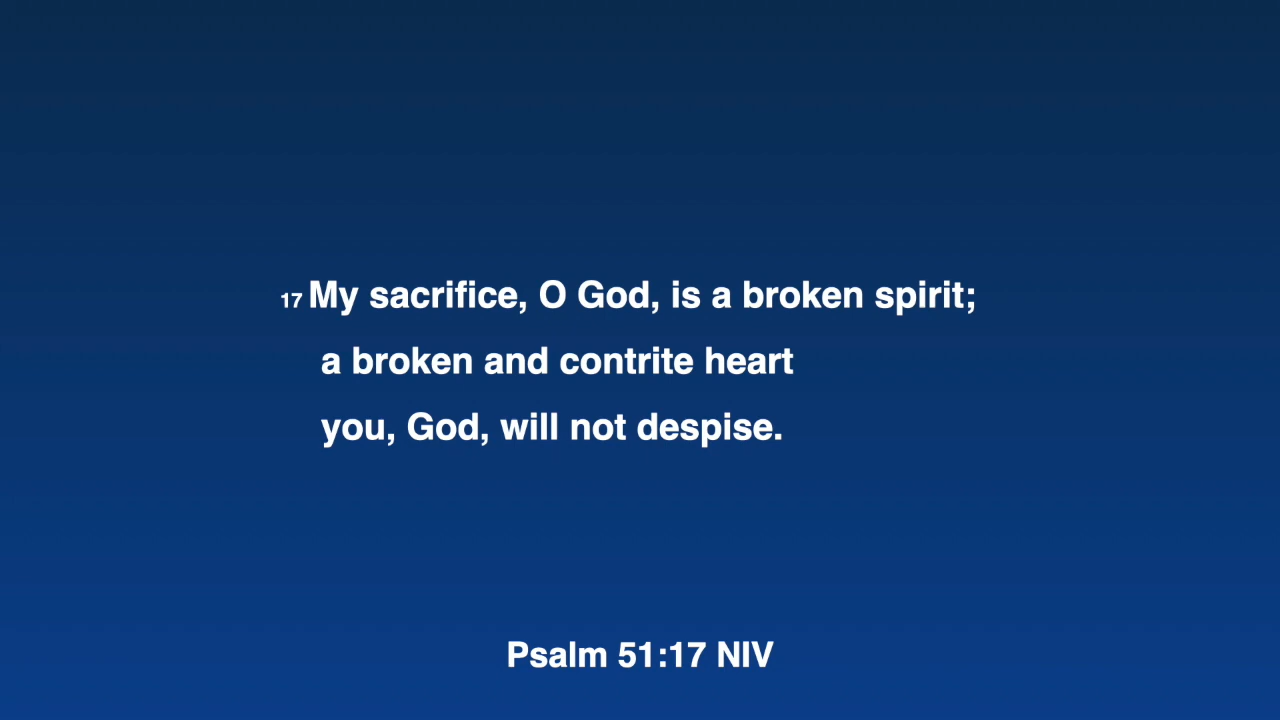 17 My sacrifice, O God, is a broken spirit;
a broken and contrite heart
you, God, will not despise.
Psalm 51:17 NIV